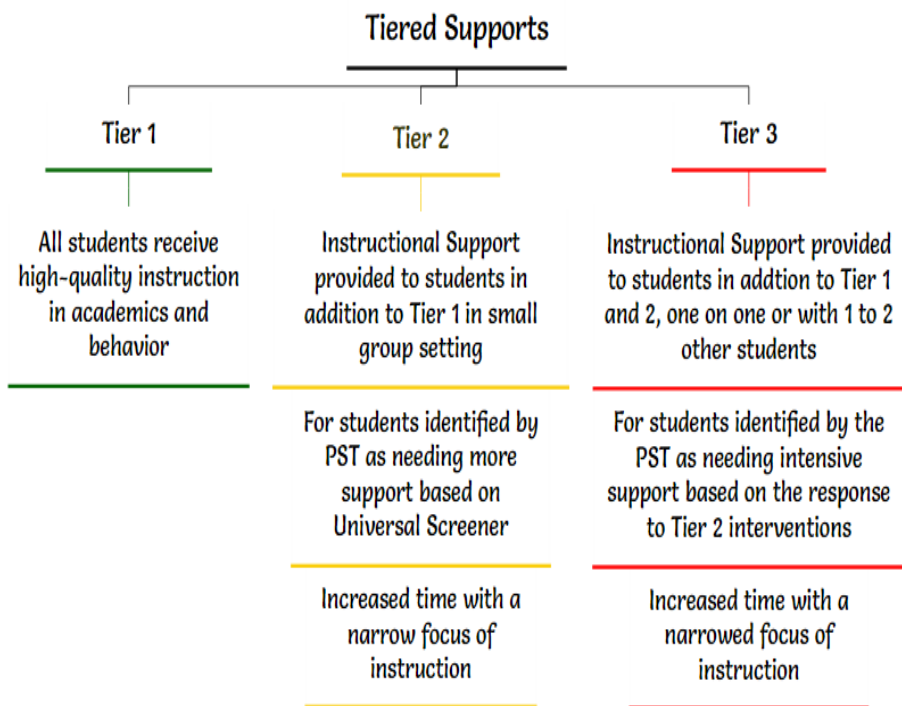 Tiered Supports
Tier 1
All students receive
high-quality instruction
in academics and
behavior
Tier 2
Instructional Support
provided to students in
addition to Tier 1 in small
group setting
For students identified by
PST as needing more
support based on
Universal Screener
Increased time with a
narrow focus of
instruction
Tier 3
Instructional Support provided
to students in addtion to Tier 1
and 2, one on one or with 1 to 2
other students
For students identified by the
PST as needing intensive
support based on the response
to Tier 2 interventions
Increased time with a
narrowed focus of
instruction